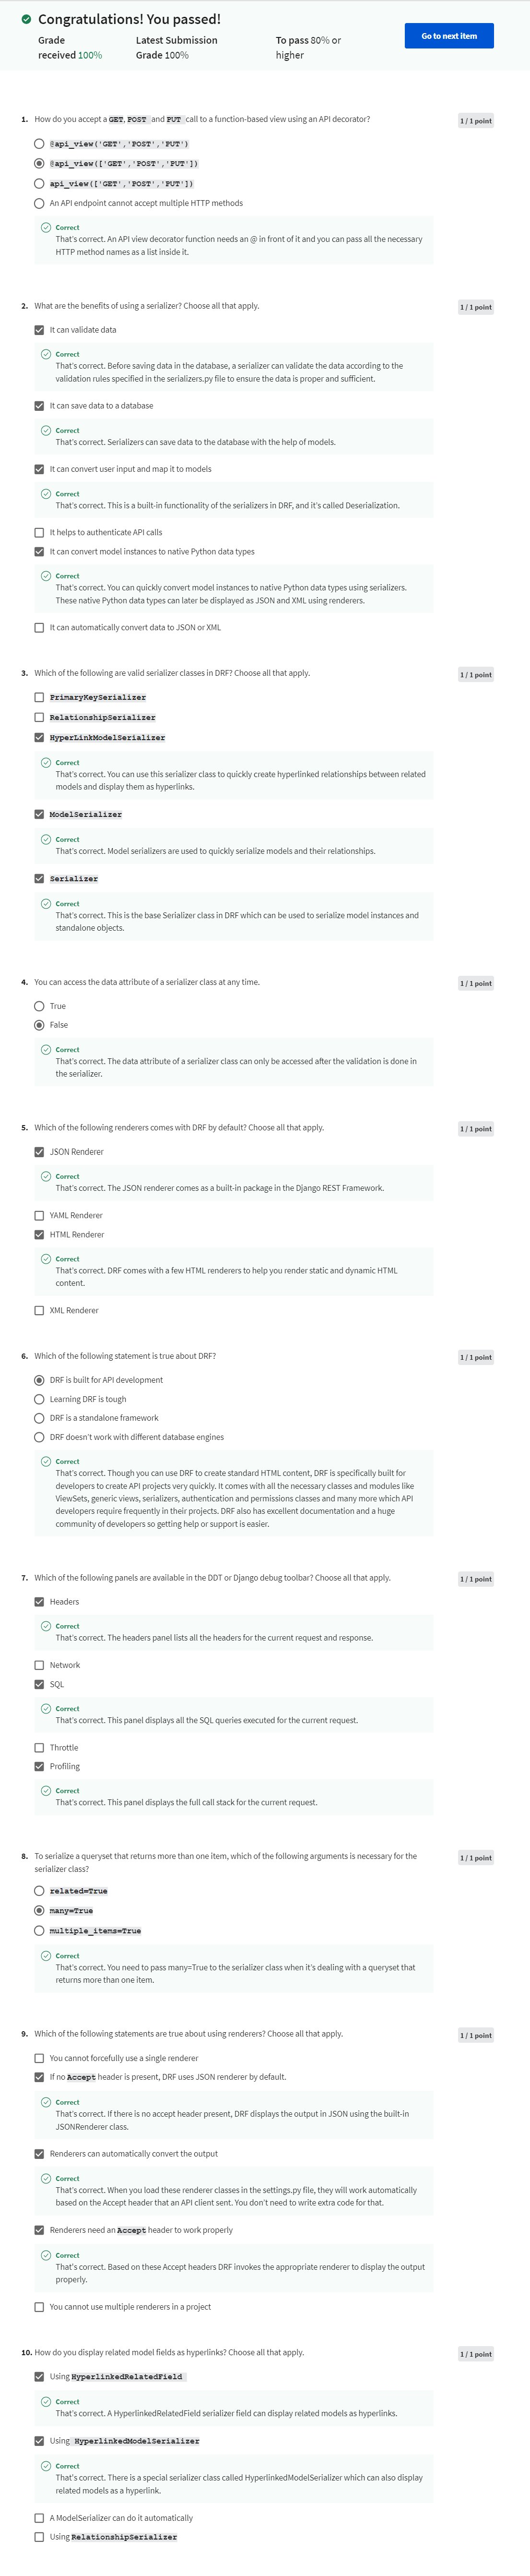 Congratulations! You passed!
Grade received 100%
Latest Submission Grade 100%
To pass 80% or higher
Go to next item
1. How do you accept a GET, POST and PUT call to a function-based view using an API decorator?
1 / 1 point
@api_view('GET','POST','PUT')
@api_view(['GET','POST','PUT'])
api_view(['GET','POST','PUT'])
An API endpoint cannot accept multiple HTTP methods
Correct
That's correct. An API view decorator function needs an @ in front of it and you can pass all the necessary
HTTP method names as a list inside it.
2. What are the benefits of using a serializer? Choose all that apply.
1 / 1 point
It can validate data
Correct
That's correct. Before saving data in the database, a serializer can validate the data according to the
validation rules specified in the serializers.py file to ensure the data is proper and sufficient.
It can save data to a database
Correct
That's correct. Serializers can save data to the database with the help of models.
It can convert user input and map it to models
Correct
That's correct. This is a built-in functionality of the serializers in DRF, and it's called Deserialization.
It helps to authenticate API calls
It can convert model instances to native Python data types
Correct
That's correct. You can quickly convert model instances to native Python data types using serializers.
These native Python data types can later be displayed as JSON and XML using renderers.
It can automatically convert data to JSON or XML
3. Which of the following are valid serializer classes in DRF? Choose all that apply.
1 / 1 point
PrimaryKeySerializer
RelationshipSerializer
HyperLinkModelSerializer
Correct
That's correct. You can use this serializer class to quickly create hyperlinked relationships between related
models and display them as hyperlinks.
ModelSerializer
Correct
That's correct. Model serializers are used to quickly serialize models and their relationships.
Serializer
Correct
That's correct. This is the base Serializer class in DRF which can be used to serialize model instances and
standalone objects.
4. You can access the data attribute of a serializer class at any time.
1 / 1 point
True
False
Correct
That's correct. The data attribute of a serializer class can only be accessed after the validation is done in
the serializer.
5. Which of the following renderers comes with DRF by default? Choose all that apply.
1 / 1 point
JSON Renderer
Correct
That's correct. The JSON renderer comes as a built-in package in the Django REST Framework.
YAML Renderer
HTML Renderer
Correct
That's correct. DRF comes with a few HTML renderers to help you render static and dynamic HTML
content.
XML Renderer
6. Which of the following statement is true about DRF?
1 / 1 point
DRF is built for API development
Learning DRF is tough
DRF is a standalone framework
DRF doesn't work with different database engines
Correct
That's correct. Though you can use DRF to create standard HTML content, DRF is specifically built for
developers to create API projects very quickly. It comes with all the necessary classes and modules like
ViewSets, generic views, serializers, authentication and permissions classes and many more which API
developers require frequently in their projects. DRF also has excellent documentation and a huge
community of developers so getting help or support is easier.
7. Which of the following panels are available in the DDT or Django debug toolbar? Choose all that apply.
1 / 1 point
Headers
Correct
That's correct. The headers panel lists all the headers for the current request and response.
Network
SQL
Correct
That's correct. This panel displays all the SQL queries executed for the current request.
Throttle
Profiling
Correct
That's correct. This panel displays the full call stack for the current request.
8. To serialize a queryset that returns more than one item, which of the following arguments is necessary for the
serializer class?
1 / 1 point
related=True
many=True
multiple_items=True
Correct
That's correct. You need to pass many=True to the serializer class when it's dealing with a queryset that
returns more than one item.
9. Which of the following statements are true about using renderers? Choose all that apply.
1 / 1 point
You cannot forcefully use a single renderer
If no Accept header is present, DRF uses JSON renderer by default.
Correct
That's correct. If there is no accept header present, DRF displays the output in JSON using the built-in
JSONRenderer class.
Renderers can automatically convert the output
Correct
That's correct. When you load these renderer classes in the settings.py file, they will work automatically
based on the Accept header that an API client sent. You don't need to write extra code for that.
Renderers need an Accept header to work properly
Correct
That's correct. Based on these Accept headers DRF invokes the appropriate renderer to display the output
properly.
You cannot use multiple renderers in a project
10. How do you display related model fields as hyperlinks? Choose all that apply.
1 / 1 point
Using HyperlinkedRelatedField
Correct
That's correct. A HyperlinkedRelatedField serializer field can display related models as hyperlinks.
Using HyperlinkedModelSerializer
Correct
That's correct. There is a special serializer class called HyperlinkedModelSerializer which can also display
related models as a hyperlink.
A ModelSerializer can do it automatically
Using RelationshipSerializer